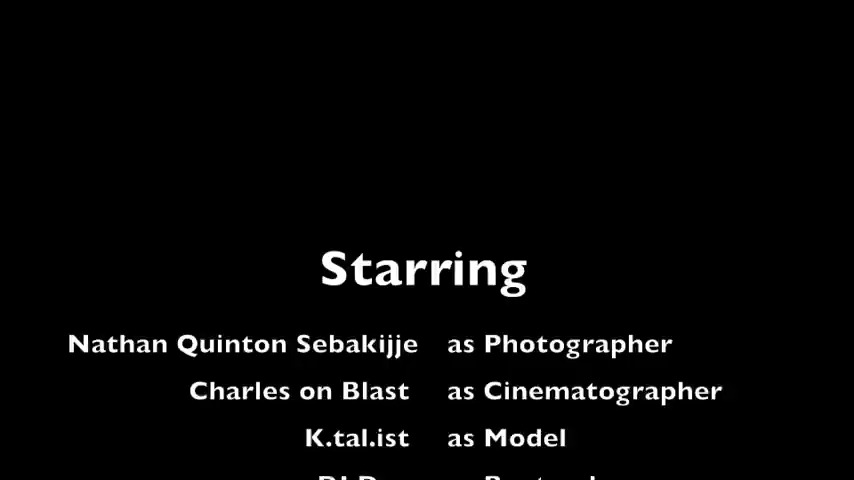 Starring
Nathan Quinton Sebakijje as Photographer
Charles on Blast as Cinematographer
K.tal.ist as Model